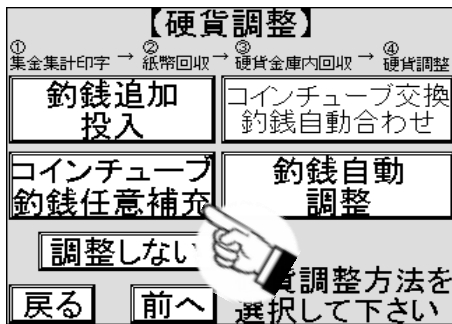 【硬貨調整】
① ② ③ ④
集金集計印字 → 紙幣回収 → 硬貨金庫内回収 → 硬貨調整
釣銭追加
投入
コインチューブ交換
釣銭自動合わせ
コインチューブ
釣銭任意補充
釣銭自動
調整
調整しない
貨調整方法を
選択して下さい
戻る
前へ